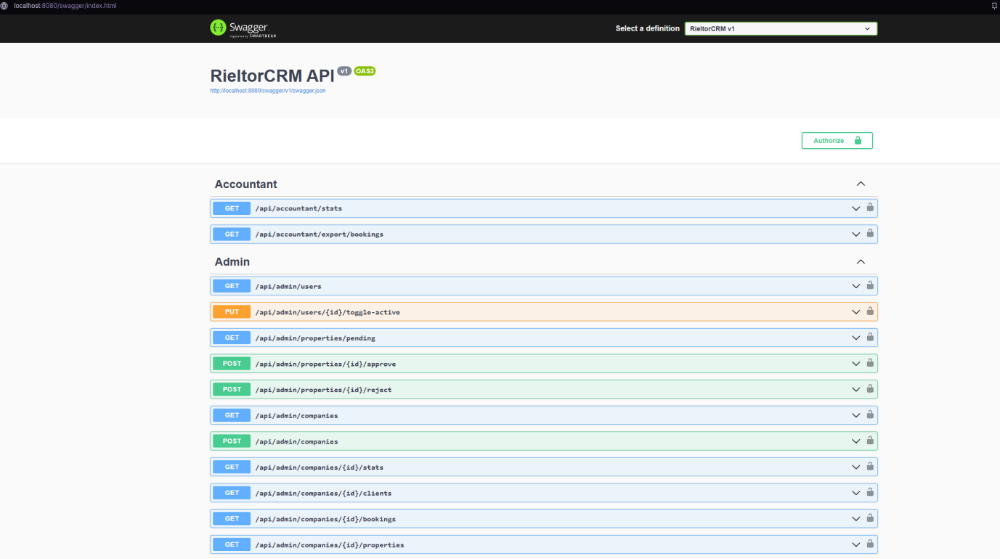 localhost:8080/swagger/index.html
Swagger.
Supported by SMARTBEAR
Select a definition
RieltorCRM v1
RieltorCRM API v1 OAS3
http://localhost:8080/swagger/v1/swagger.json
Authorize
Accountant
GET /api/accountant/stats
GET /api/accountant/export/bookings
Admin
GET /api/admin/users
PUT /api/admin/users/{id}/toggle-active
GET /api/admin/properties/pending
POST /api/admin/properties/{id}/approve
POST /api/admin/properties/{id}/reject
GET /api/admin/companies
POST /api/admin/companies
GET /api/admin/companies/{id}/stats
GET /api/admin/companies/{id}/clients
GET /api/admin/companies/{id}/bookings
GET /api/admin/companies/{id}/properties